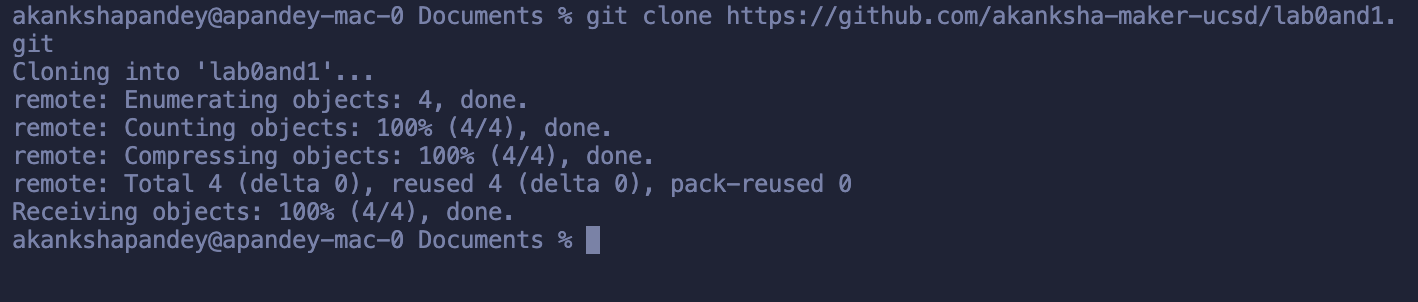 akankshapandey@apandey-mac-0 Documents % git clone https://github.com/akanksha-maker-ucsd/lab0and1.
git
Cloning into 'lab0and1'...
remote: Enumerating objects: 4, done.
remote: Counting objects: 100% (4/4), done.
remote: Compressing objects: 100% (4/4), done.
remote: Total 4 (delta 0), reused 4 (delta 0), pack-reused 0
Receiving objects: 100% (4/4), done.
akankshapandey@apandey-mac-0 Documents %